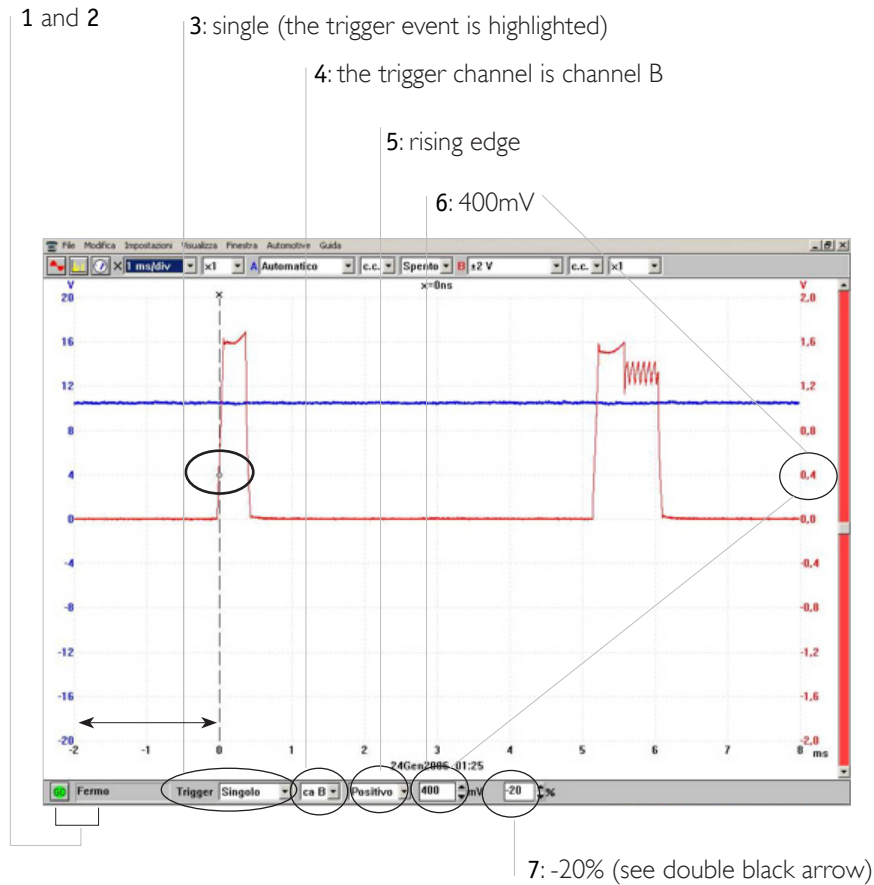 1 and 2
3: single (the trigger event is highlighted)
4: the trigger channel is channel B
5: rising edge
6: 400mV
File Modifica Impostazioni Visualizza Finestra Automotive Guida
X 1 ms/div x1 A Automatico c.c. Spento B ±2 V c.c. x1
V x=0ns V
20 2,0
16 1,6
12 1,2
8 0,8
4 0,4
0 0,0
-4 -0,4
-8 -0,8
-12 -1,2
-16 -1,6
-20 -2,0
-2 -1 0 1 2 3 4 5 6 7 8 ms
24Gen2006 01:25
GO Fermo Trigger Singolo ca B Positivo 400 mV -20 %
7: -20% (see double black arrow)